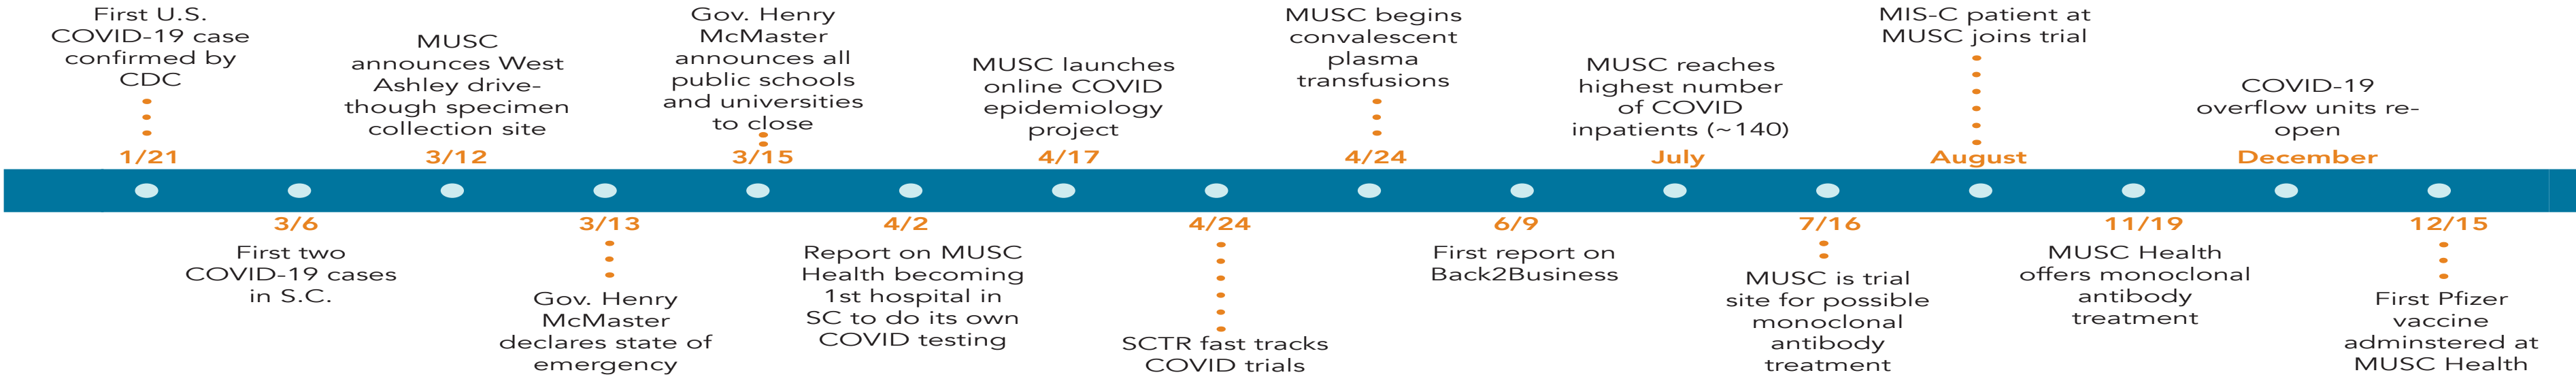 First U.S.
COVID-19 case
confirmed by
CDC
1/21
3/6
First two
COVID-19 cases
in S.C.
MUSC
announces West
Ashley drive-
though specimen
collection site
3/12
3/13
Gov. Henry
McMaster
declares state of
emergency
Gov. Henry
McMaster
announces all
public schools
and universities
to close
3/15
4/2
Report on MUSC
Health becoming
1st hospital in
SC to do its own
COVID testing
MUSC launches
online COVID
epidemiology
project
4/17
4/24
SCTR fast tracks
COVID trials
MUSC begins
convalescent
plasma
transfusions
4/24
6/9
First report on
Back2Business
MUSC reaches
highest number
of COVID
inpatients (~140)
July
7/16
MUSC is trial
site for possible
monoclonal
antibody
treatment
MIS-C patient at
MUSC joins trial
August
11/19
MUSC Health
offers monoclonal
antibody
treatment
COVID-19
overflow units re-
open
December
12/15
First Pfizer
vaccine
adminstered at
MUSC Health